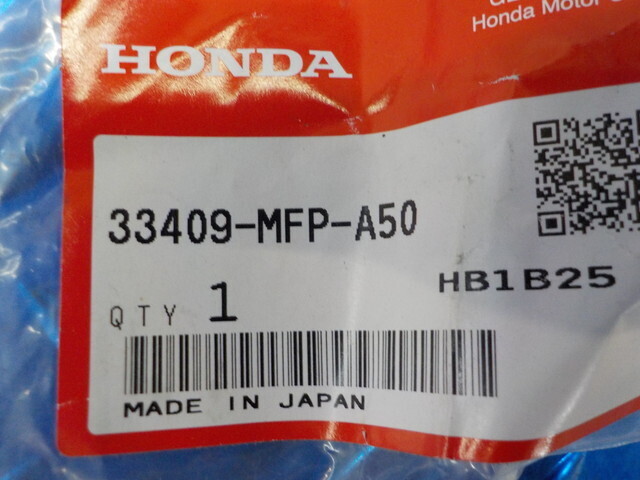 Honda Motor
HONDA
33409-MFP-A50
HB1B25
QTY 1
MADE IN JAPAN